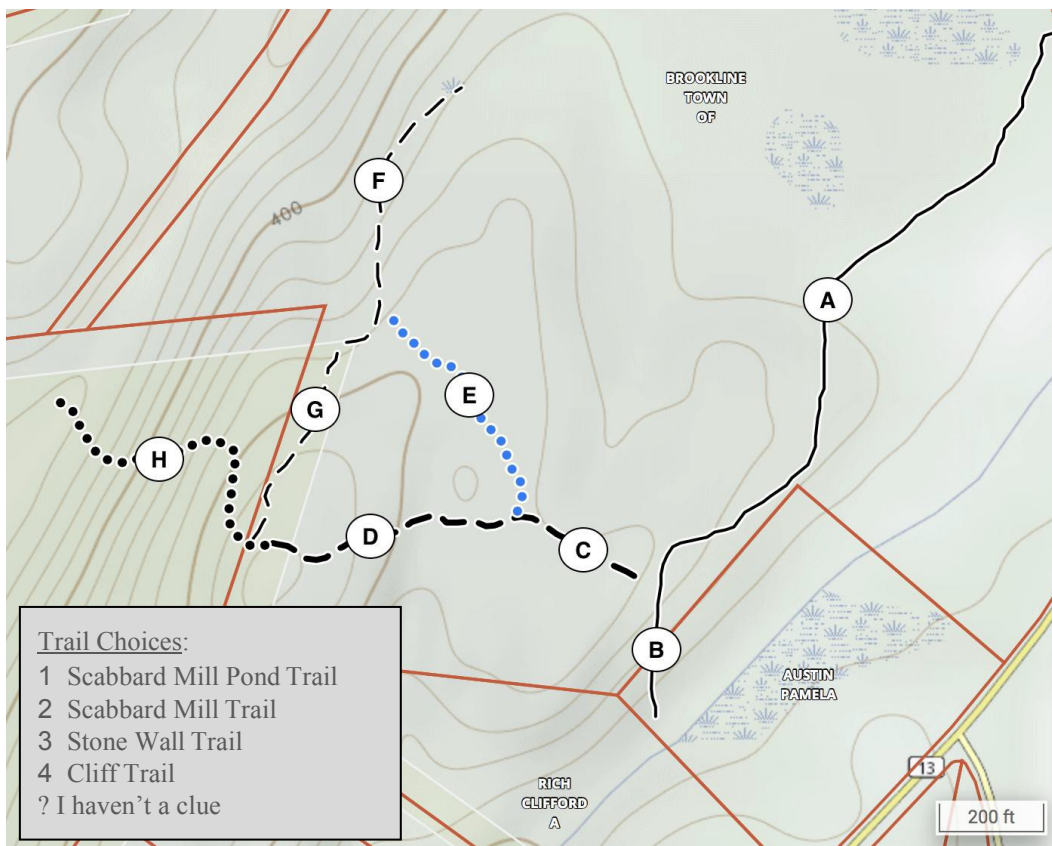 BROOKLINE
TOWN
OF
F
400
A
G
E
H
D
C
B
AUSTIN
PAMELA
13
RICH
CLIFFORD
A
200 ft
Trail Choices:
1 Scabbard Mill Pond Trail
2 Scabbard Mill Trail
3 Stone Wall Trail
4 Cliff Trail
? I haven't a clue